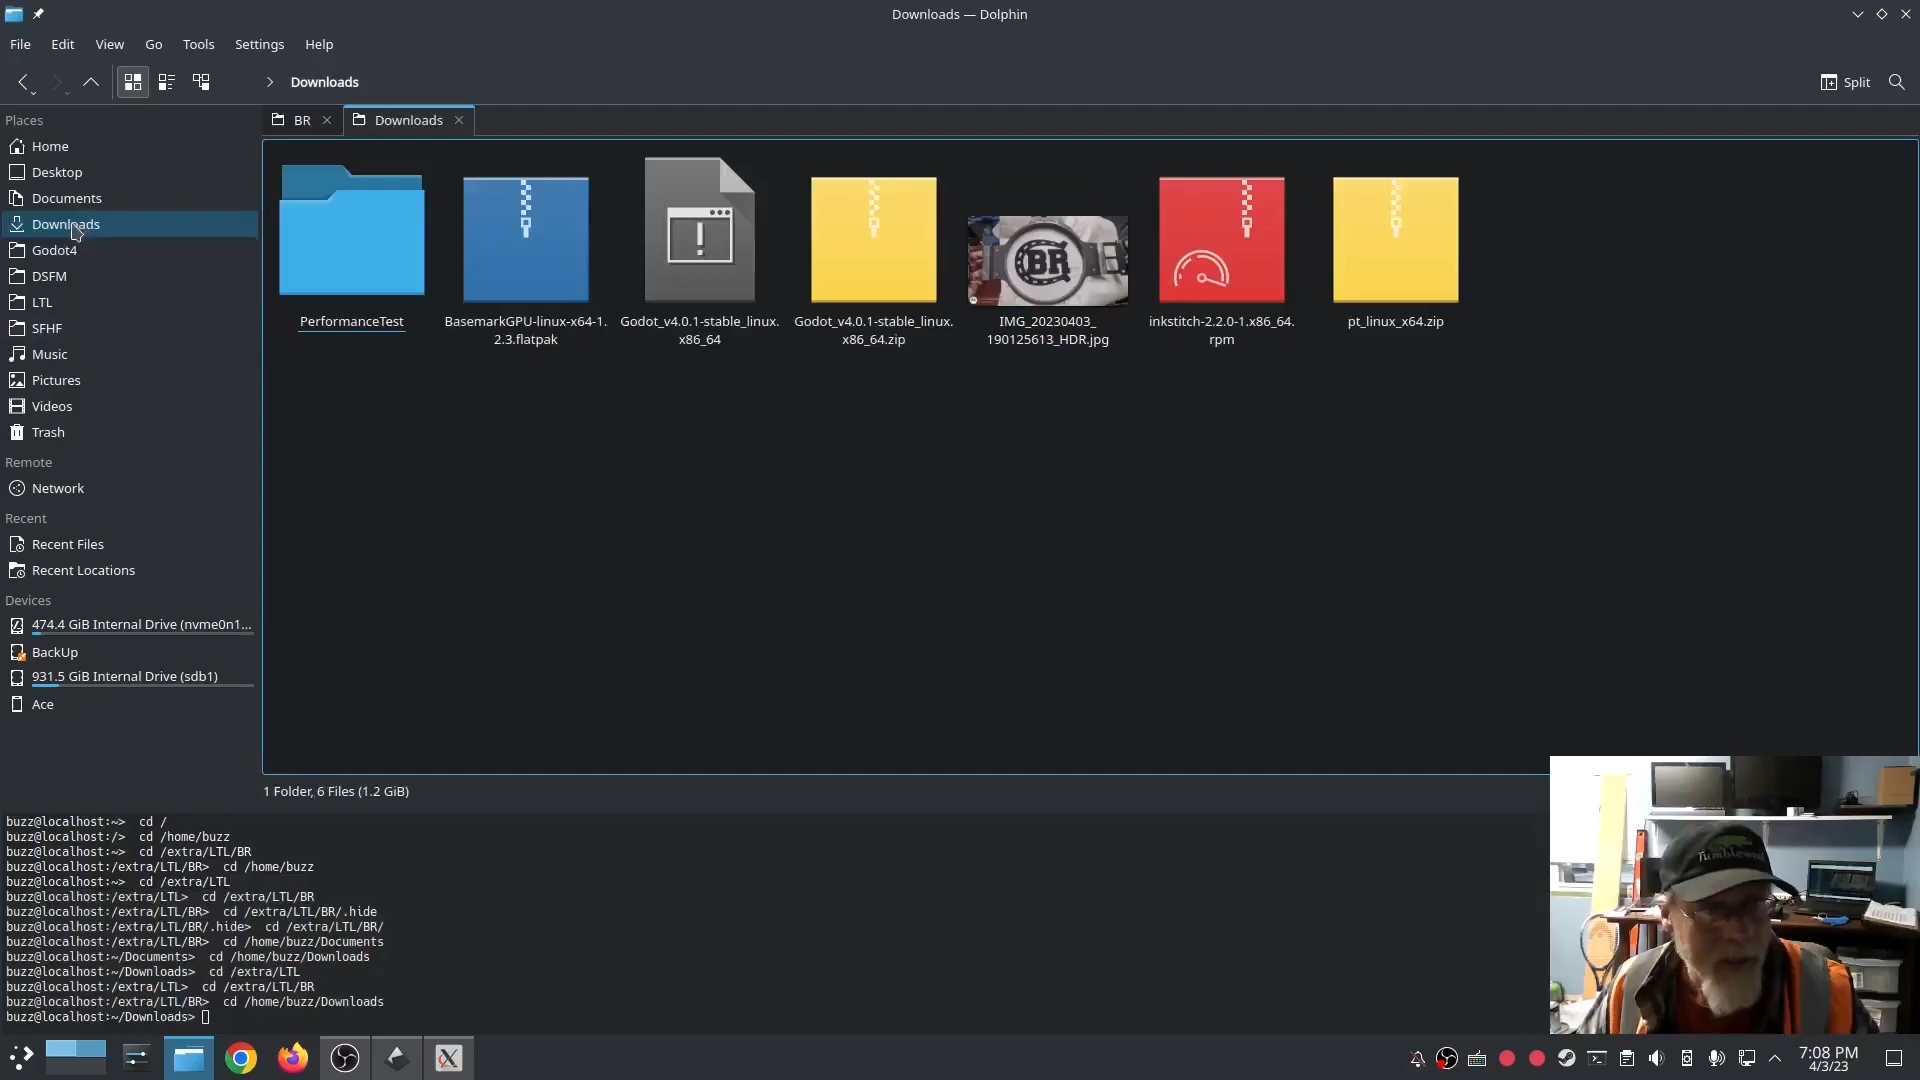 Downloads — Dolphin
File Edit View Go Tools Settings Help
Downloads
Split
Places
Home
Desktop
Documents
Downloads
Godot4
DSFM
LTL
SFHF
Music
Pictures
Videos
Trash
Remote
Network
Recent
Recent Files
Recent Locations
Devices
474.4 GiB Internal Drive (nvme0n1...
BackUp
931.5 GiB Internal Drive (sdb1)
Ace
BR
Downloads
PerformanceTest
BasemarkGPU-linux-x64-1.
2.3.flatpak
Godot_v4.0.1-stable_linux.
x86_64
Godot_v4.0.1-stable_linux.
x86_64.zip
BR
IMG_20230403_
190125613_HDR.jpg
inkstitch-2.2.0-1.x86_64.
rpm
pt_linux_x64.zip
1 Folder, 6 Files (1.2 GiB)
buzz@localhost:~> cd /
buzz@localhost:/> cd /home/buzz
buzz@localhost:~> cd /extra/LTL/BR
buzz@localhost:/extra/LTL/BR> cd /home/buzz
buzz@localhost:~> cd /extra/LTL
buzz@localhost:/extra/LTL> cd /extra/LTL/BR
buzz@localhost:/extra/LTL/BR> cd /extra/LTL/BR/.hide
buzz@localhost:/extra/LTL/BR/.hide> cd /extra/LTL/BR/
buzz@localhost:/extra/LTL/BR> cd /home/buzz/Documents
buzz@localhost:~/Documents> cd /home/buzz/Downloads
buzz@localhost:~/Downloads> cd /extra/LTL
buzz@localhost:/extra/LTL> cd /extra/LTL/BR
buzz@localhost:/extra/LTL/BR> cd /home/buzz/Downloads
buzz@localhost:~/Downloads>
7:08 PM
4/3/23